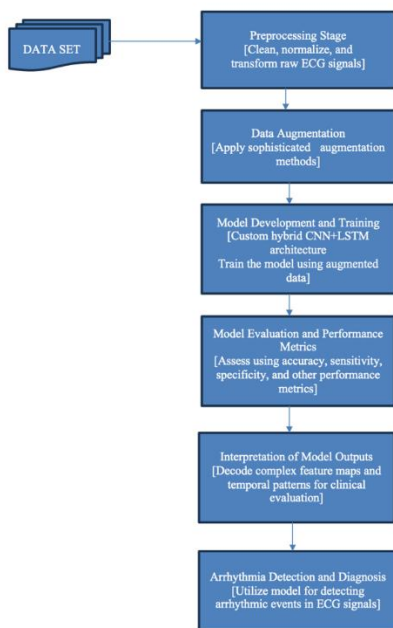 DATA SET
Preprocessing Stage
[Clean, normalize, and
transform raw ECG signals]
Data Augmentation
[Apply sophisticated augmentation
methods]
Model Development and Training
[Custom hybrid CNN+LSTM
architecture
Train the model using augmented
data]
Model Evaluation and Performance
Metrics
[Assess using accuracy, sensitivity,
specificity, and other performance
metrics]
Interpretation of Model Outputs
[Decode complex feature maps and
temporal patterns for clinical
evaluation]
Arrhythmia Detection and Diagnosis
[Utilize model for detecting
arrhythmic events in ECG signals]